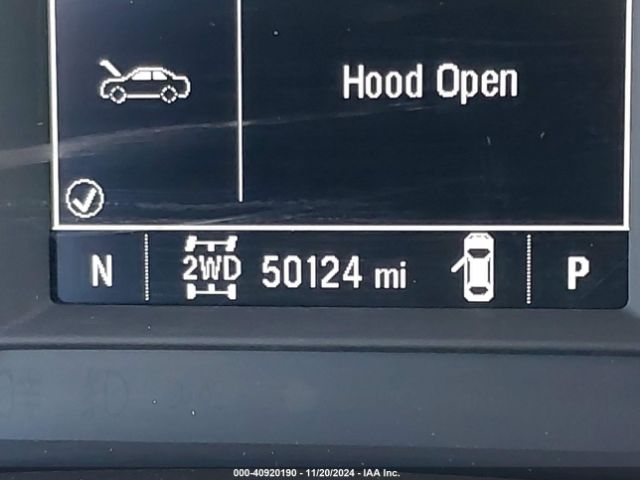 Hood Open
N 2WD 50124 mi P
000-40920190 - 11/20/2024 - IAA Inc.